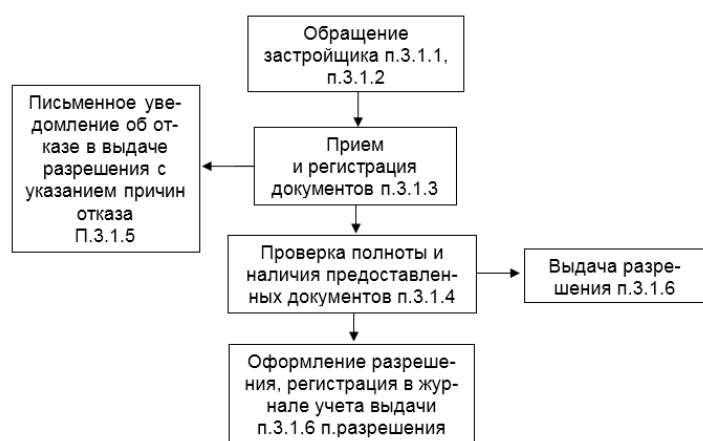 Обращение
застройщика п.3.1.1,
п.3.1.2
Письменное уве-
домление об от-
казе в выдаче
разрешения с
указанием причин
отказа
П.3.1.5
Прием
и регистрация
документов п.3.1.3
Проверка полноты и
наличия предоставлен-
ных документов п.3.1.4
Выдача разре-
шения п.3.1.6
Оформление разреше-
ния, регистрация в жур-
нале учета выдачи
п.3.1.6 п.разрешения